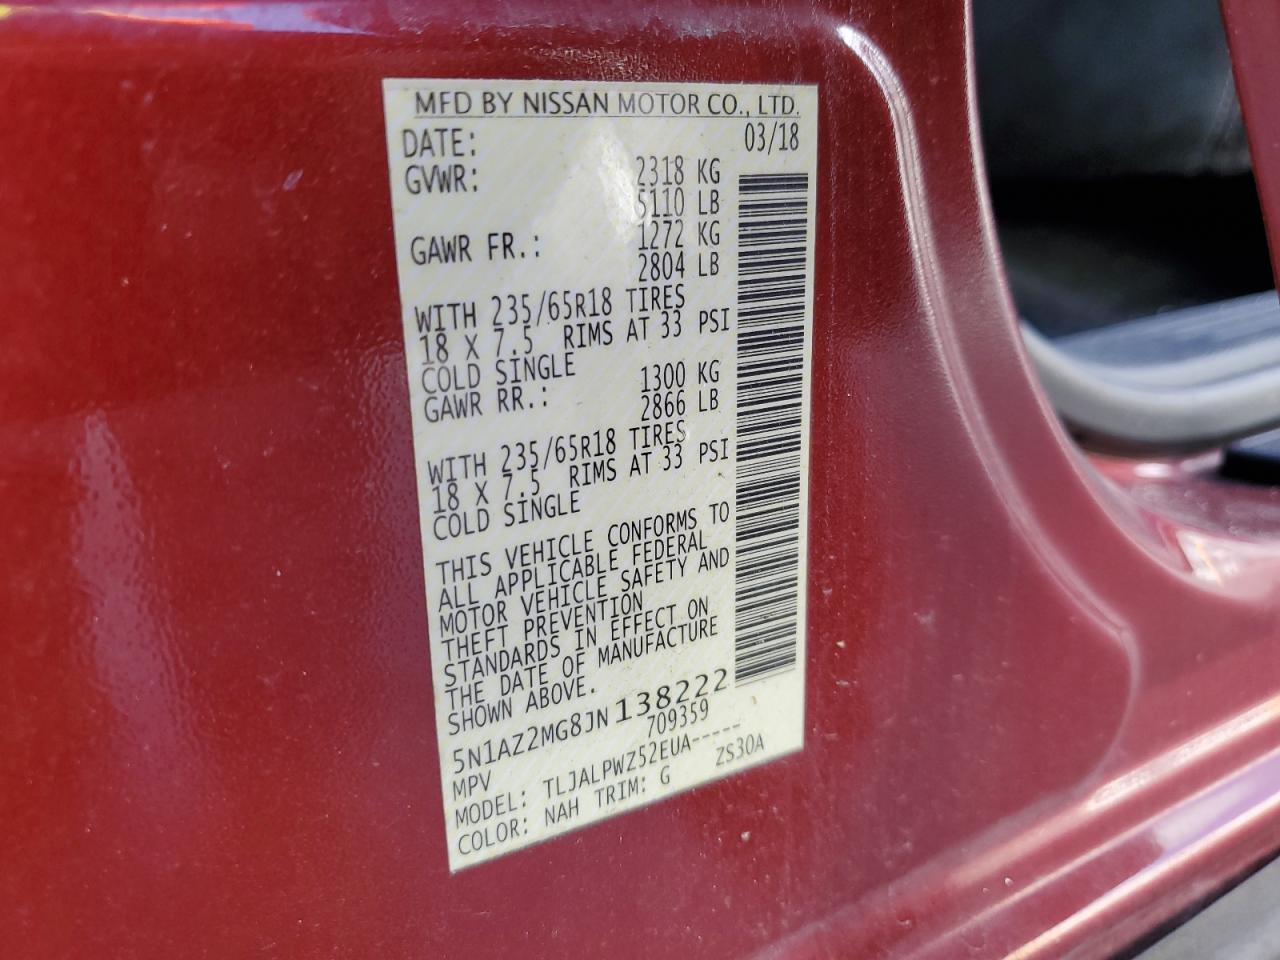 MFD BY NISSAN MOTOR CO., LTD.
DATE: 03/18
GVWR: 2318 KG
5110 LB
GAWR FR.: 1272 KG
2804 LB
WITH 235/65R18 TIRES
18 X 7.5 RIMS AT 33 PSI
COLD SINGLE
GAWR RR.: 1300 KG
2866 LB
WITH 235/65R18 TIRES
18 X 7.5 RIMS AT 33 PSI
COLD SINGLE
THIS VEHICLE CONFORMS TO
ALL APPLICABLE FEDERAL
MOTOR VEHICLE SAFETY AND
THEFT PREVENTION
STANDARDS IN EFFECT ON
THE DATE OF MANUFACTURE
SHOWN ABOVE.
5N1AZ2MG8JN138222
MPV 709359
MODEL: TLJALPWZ52EUA-----
COLOR: NAH TRIM: G ZS30A